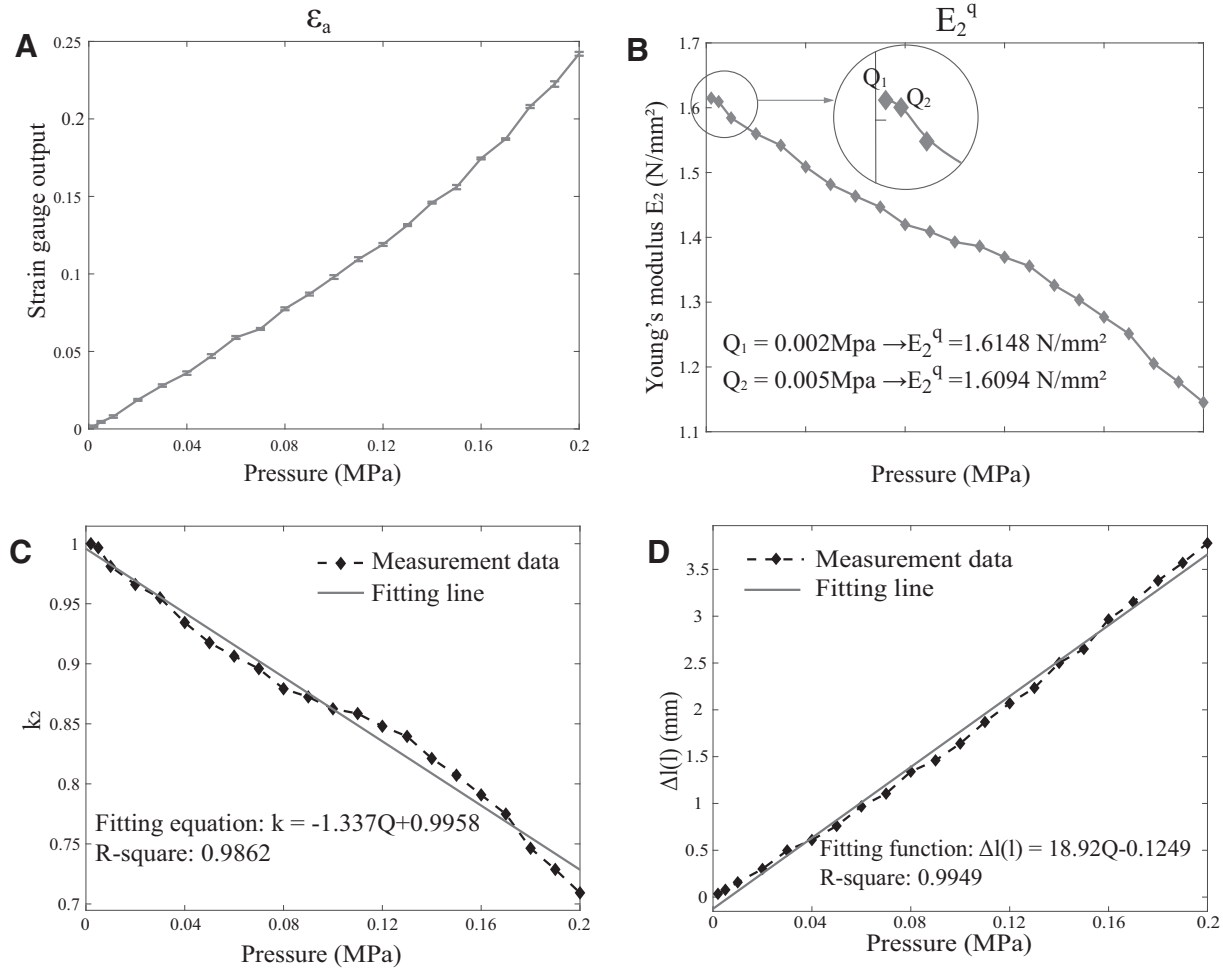 A
εₐ
0.25
0.2
0.15
0.1
0.05
0
Strain gauge output
0 0.04 0.08 0.12 0.16 0.2
Pressure (MPa)
B
E₂^q
1.7
1.6
1.5
1.4
1.3
1.2
1.1
Young's modulus E₂ (N/mm²)
Q₁
Q₂
Q₁ = 0.002Mpa →E₂^q =1.6148 N/mm²
Q₂ = 0.005Mpa →E₂^q =1.6094 N/mm²
Pressure (MPa)
C
1
0.95
0.9
0.85
0.8
0.75
0.7
k₂
Measurement data
Fitting line
Fitting equation: k = -1.337Q+0.9958
R-square: 0.9862
0 0.04 0.08 0.12 0.16 0.2
Pressure (MPa)
D
3.5
3
2.5
2
1.5
1
0.5
0
Δl(l) (mm)
Measurement data
Fitting line
Fitting function: Δl(l) = 18.92Q-0.1249
R-square: 0.9949
0 0.04 0.08 0.12 0.16 0.2
Pressure (MPa)